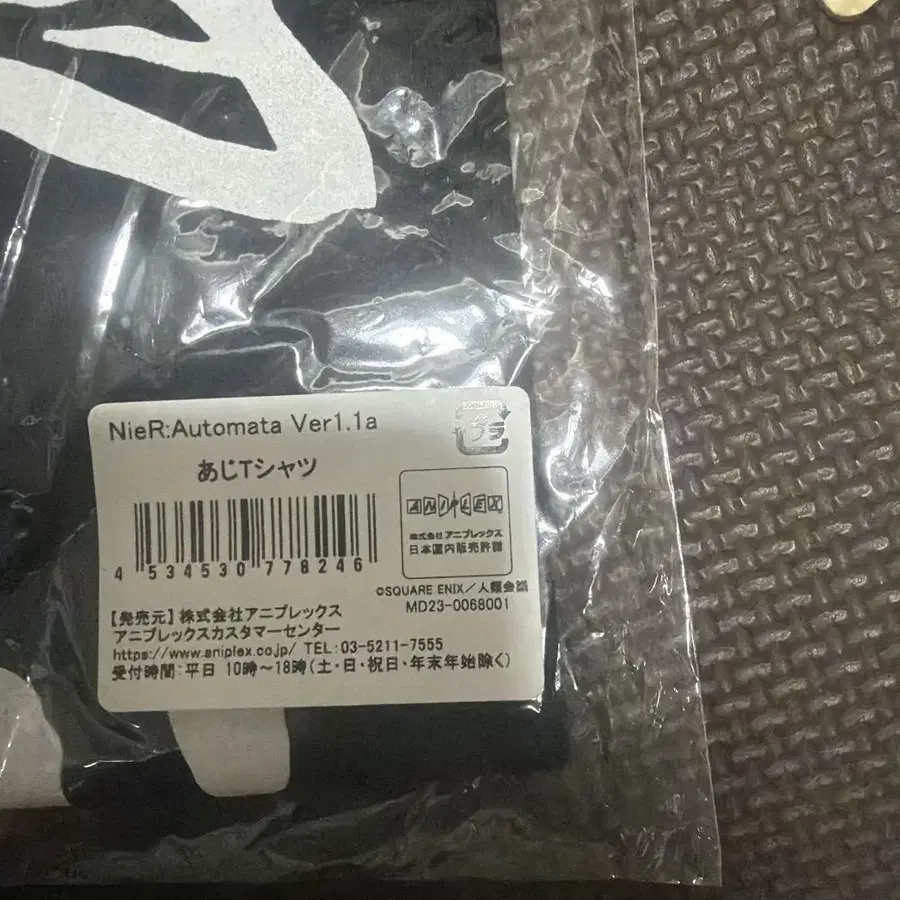 NieR:Automata Ver1.1a
プラ
あじTシャツ
4 534530 778246
ANIPLEX
株式会社アニプレックス
日本国内販売許諾
©SQUARE ENIX/人類会議
MD23-0068001
【発売元】株式会社アニプレックス
アニプレックスカスタマーセンター
https://www.aniplex.co.jp/ TEL:03-5211-7555
受付時間:平日 10時~18時(土・日・祝日・年末年始除く)